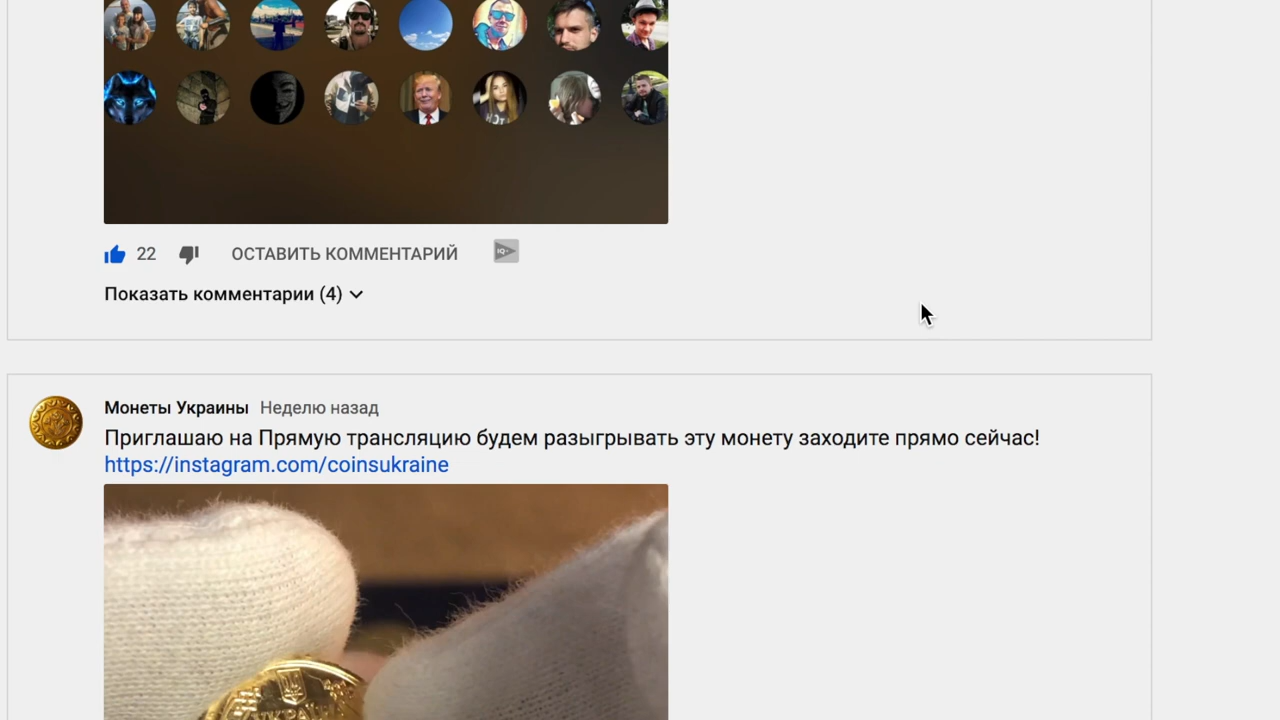 22 ОСТАВИТЬ КОММЕНТАРИЙ IQ+
Показать комментарии (4)
Монеты Украины Неделю назад
Приглашаю на Прямую трансляцию будем разыгрывать эту монету заходите прямо сейчас!
https://instagram.com/coinsukraine